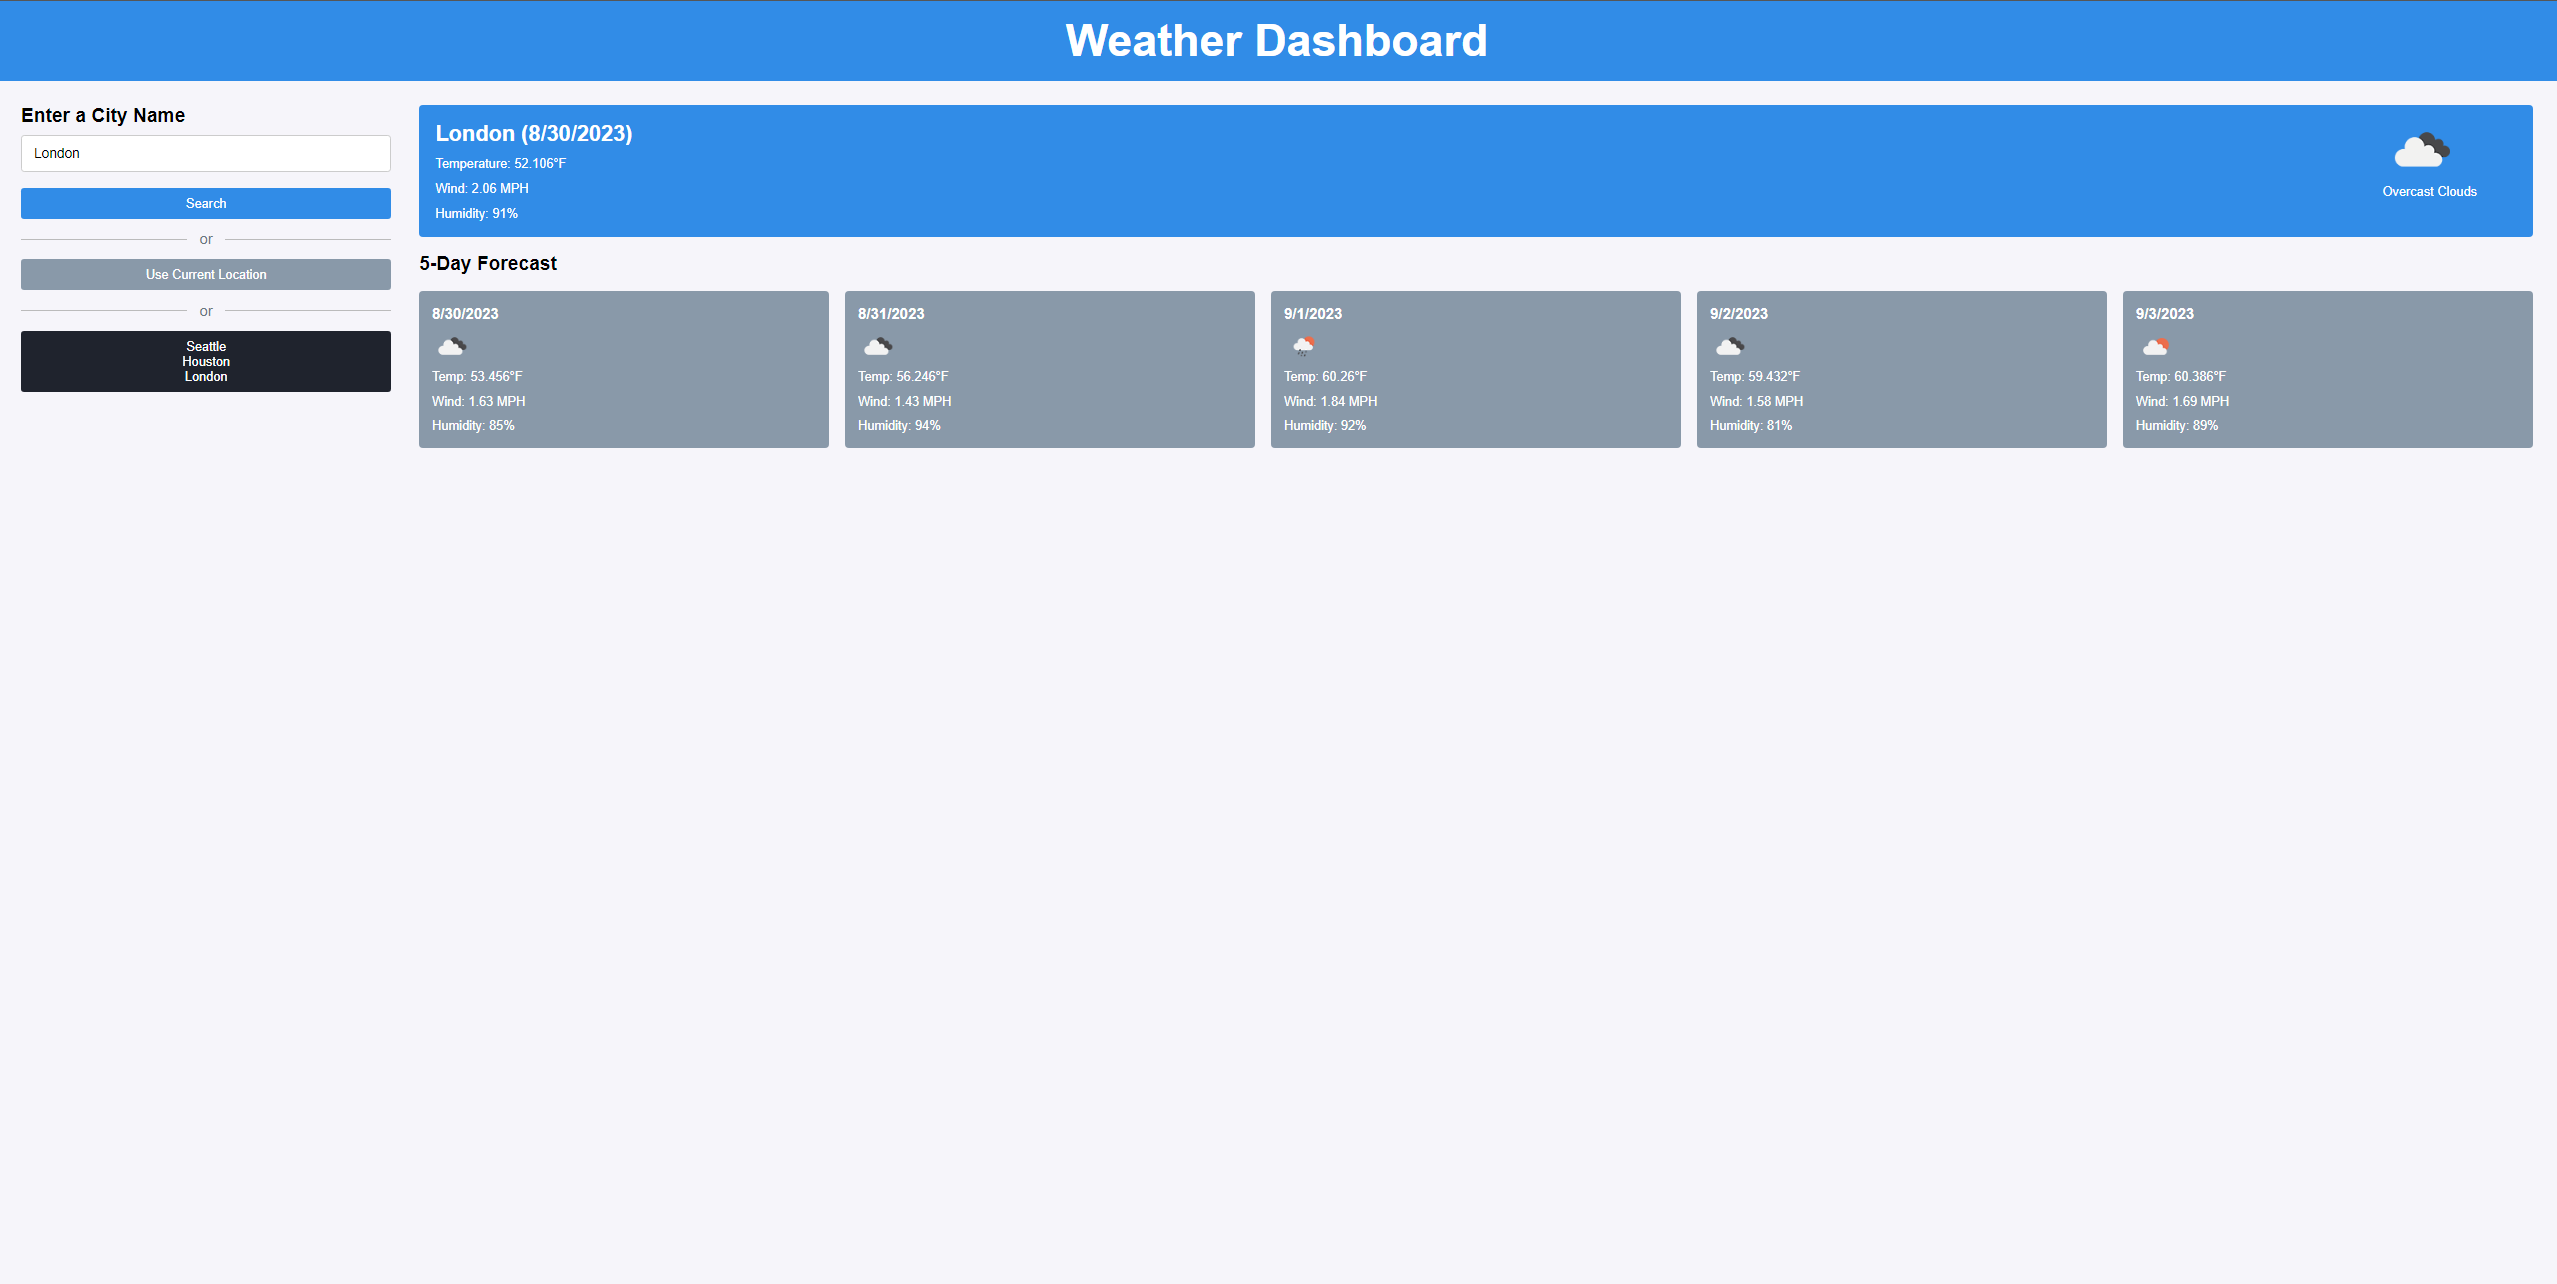 Weather Dashboard
Enter a City Name
London
Search
or
Use Current Location
or
Seattle
Houston
London
London (8/30/2023)
Temperature: 52.106°F
Wind: 2.06 MPH
Humidity: 91%
Overcast Clouds
5-Day Forecast
8/30/2023
Temp: 53.456°F
Wind: 1.63 MPH
Humidity: 85%
8/31/2023
Temp: 56.246°F
Wind: 1.43 MPH
Humidity: 94%
9/1/2023
Temp: 60.26°F
Wind: 1.84 MPH
Humidity: 92%
9/2/2023
Temp: 59.432°F
Wind: 1.58 MPH
Humidity: 81%
9/3/2023
Temp: 60.386°F
Wind: 1.69 MPH
Humidity: 89%